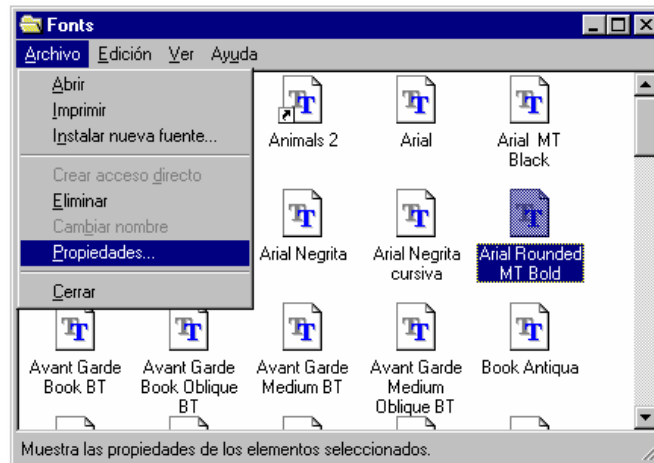 Fonts
Archivo Edición Ver Ayuda
Abrir
Imprimir
Instalar nueva fuente...
Crear acceso directo
Eliminar
Cambiar nombre
Propiedades...
Cerrar
Animals 2
Arial
Arial MT
Black
Arial Negrita
Arial Negrita
cursiva
Arial Rounded
MT Bold
Avant Garde
Book BT
Avant Garde
Book Oblique
BT
Avant Garde
Medium BT
Avant Garde
Medium
Oblique BT
Book Antiqua
Muestra las propiedades de los elementos seleccionados.